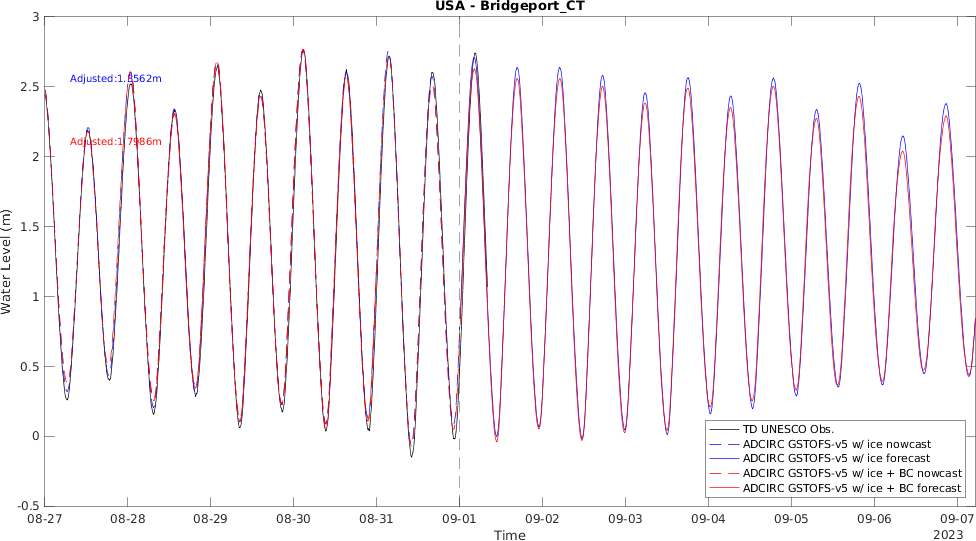 USA - Bridgeport_CT
3
2.5
2
1.5
1
0.5
0
-0.5
Water Level (m)
Adjusted:1.3562m
Adjusted:1.7986m
TD UNESCO Obs.
ADCIRC GSTOFS-v5 w/ ice nowcast
ADCIRC GSTOFS-v5 w/ ice forecast
ADCIRC GSTOFS-v5 w/ ice + BC nowcast
ADCIRC GSTOFS-v5 w/ ice + BC forecast
08-27 08-28 08-29 08-30 08-31 09-01 09-02 09-03 09-04 09-05 09-06 09-07
Time
2023